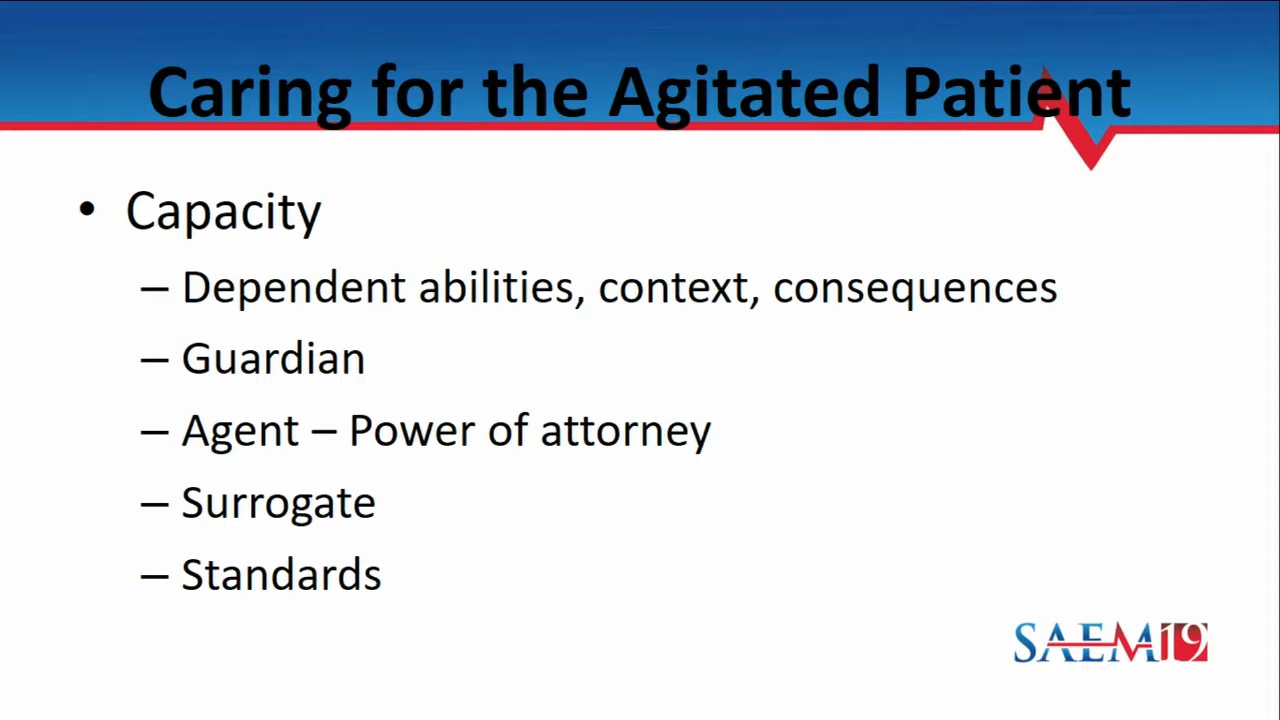 Caring for the Agitated Patient
• Capacity
– Dependent abilities, context, consequences
– Guardian
– Agent – Power of attorney
– Surrogate
– Standards
SAEM19